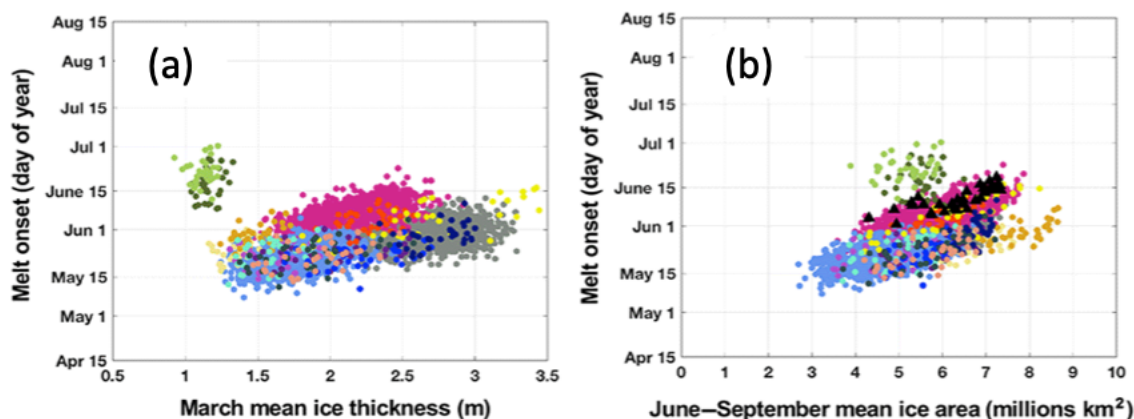 (a)
Melt onset (day of year)
Aug 15
Aug 1
Jul 15
Jul 1
June 15
Jun 1
May 15
May 1
Apr 15
0.5 1 1.5 2 2.5 3 3.5
March mean ice thickness (m)
(b)
Melt onset (day of year)
Aug 15
Aug 1
Jul 15
Jul 1
June 15
Jun 1
May 15
May 1
Apr 15
0 1 2 3 4 5 6 7 8 9 10
June–September mean ice area (millions km²)